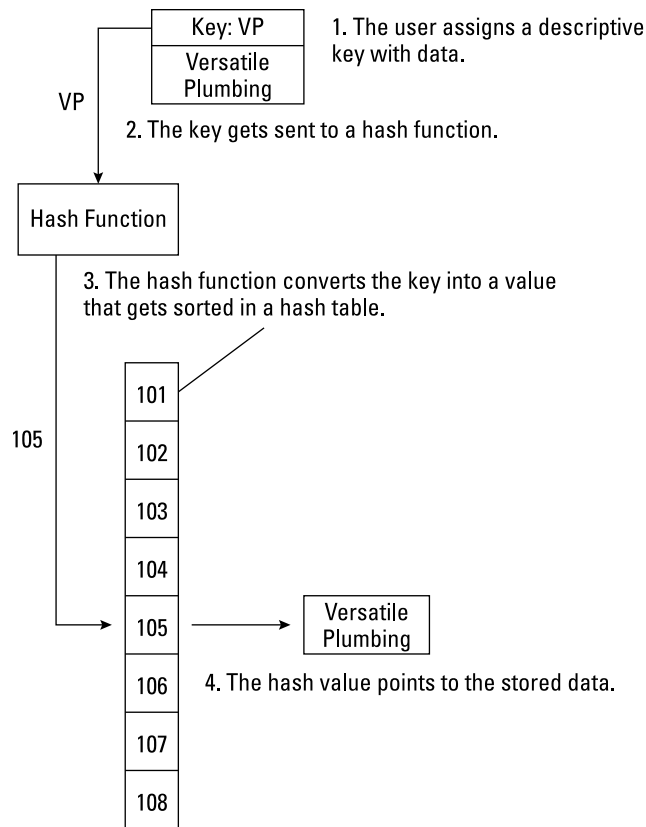 Key: VP
Versatile
Plumbing
1. The user assigns a descriptive
key with data.
VP
2. The key gets sent to a hash function.
Hash Function
3. The hash function converts the key into a value
that gets sorted in a hash table.
101
105
102
103
104
105
Versatile
Plumbing
106
4. The hash value points to the stored data.
107
108